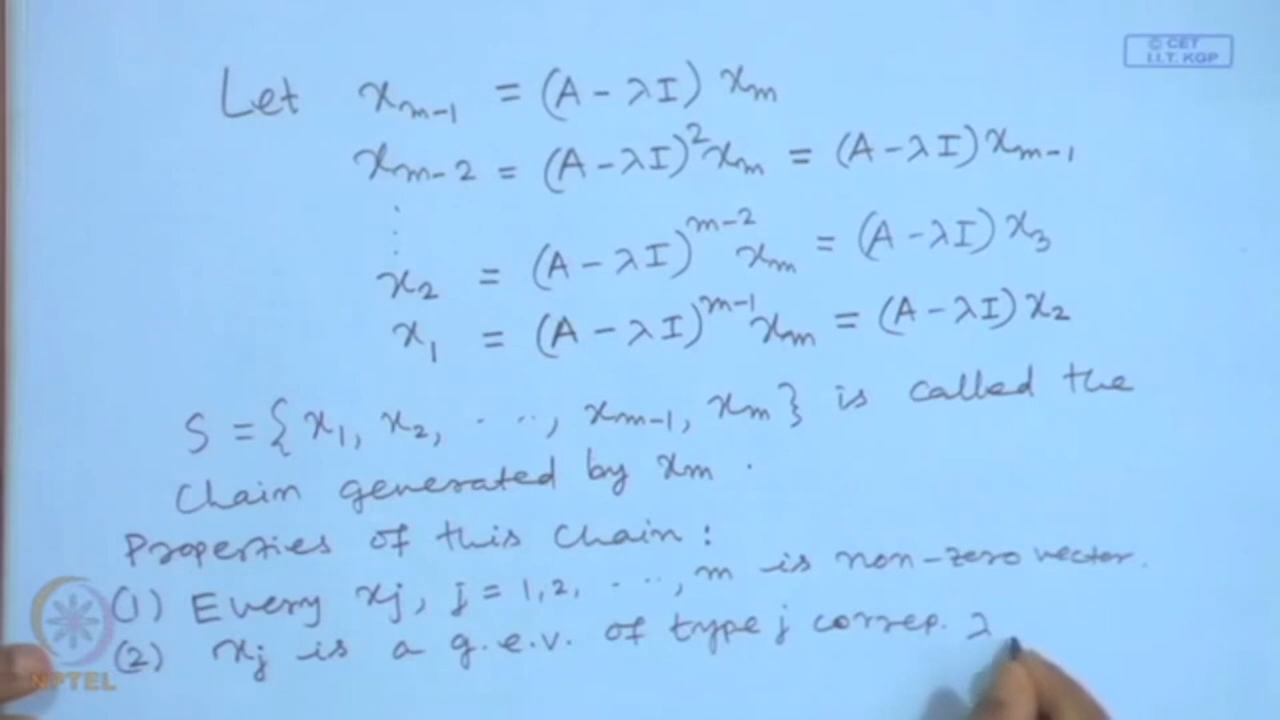 © CET
I.I.T. KGP
Let x_{m-1} = (A - λI) x_m
x_{m-2} = (A - λI)^2 x_m = (A - λI) x_{m-1}
⋮
x_2 = (A - λI)^{m-2} x_m = (A - λI) x_3
x_1 = (A - λI)^{m-1} x_m = (A - λI) x_2
S = {x_1, x_2, ..., x_{m-1}, x_m} is called the
Chain generated by x_m.
Properties of this Chain:
(1) Every x_j, j = 1,2, ..., m is non-zero vector.
(2) x_j is a g.e.v. of type j corresp. λ
NPTEL